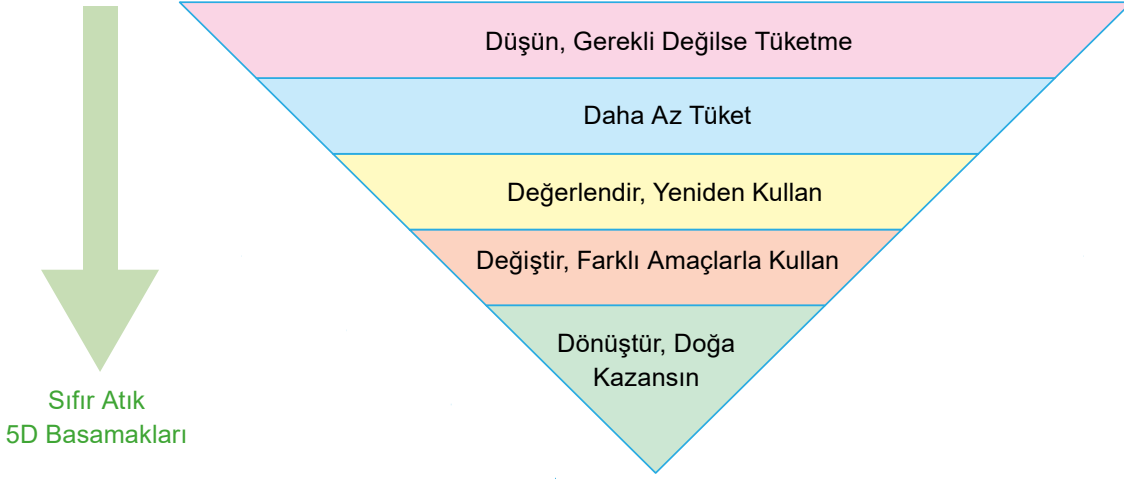 Düşün, Gerekli Değilse Tüketme
Daha Az Tüket
Değerlendir, Yeniden Kullan
Değiştir, Farklı Amaçlarla Kullan
Dönüştür, Doğa
Kazansın
Sıfır Atık
5D Basamakları